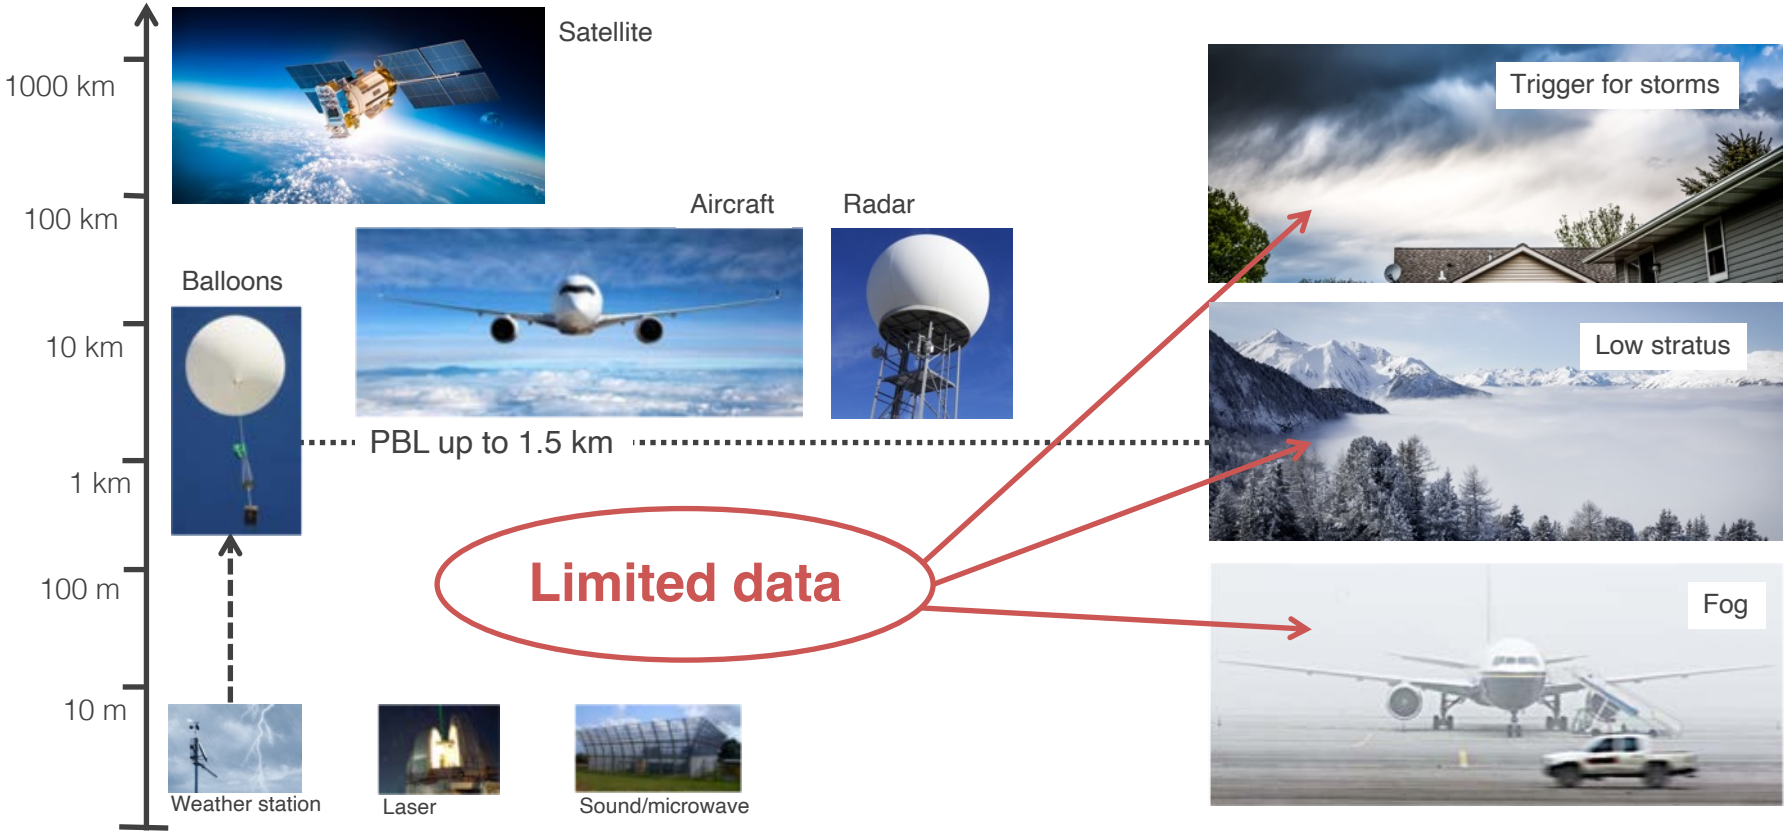 Satellite
1000 km
Trigger for storms
100 km
Aircraft
Radar
Balloons
10 km
Low stratus
PBL up to 1.5 km
1 km
Limited data
100 m
Fog
10 m
Weather station
Laser
Sound/microwave